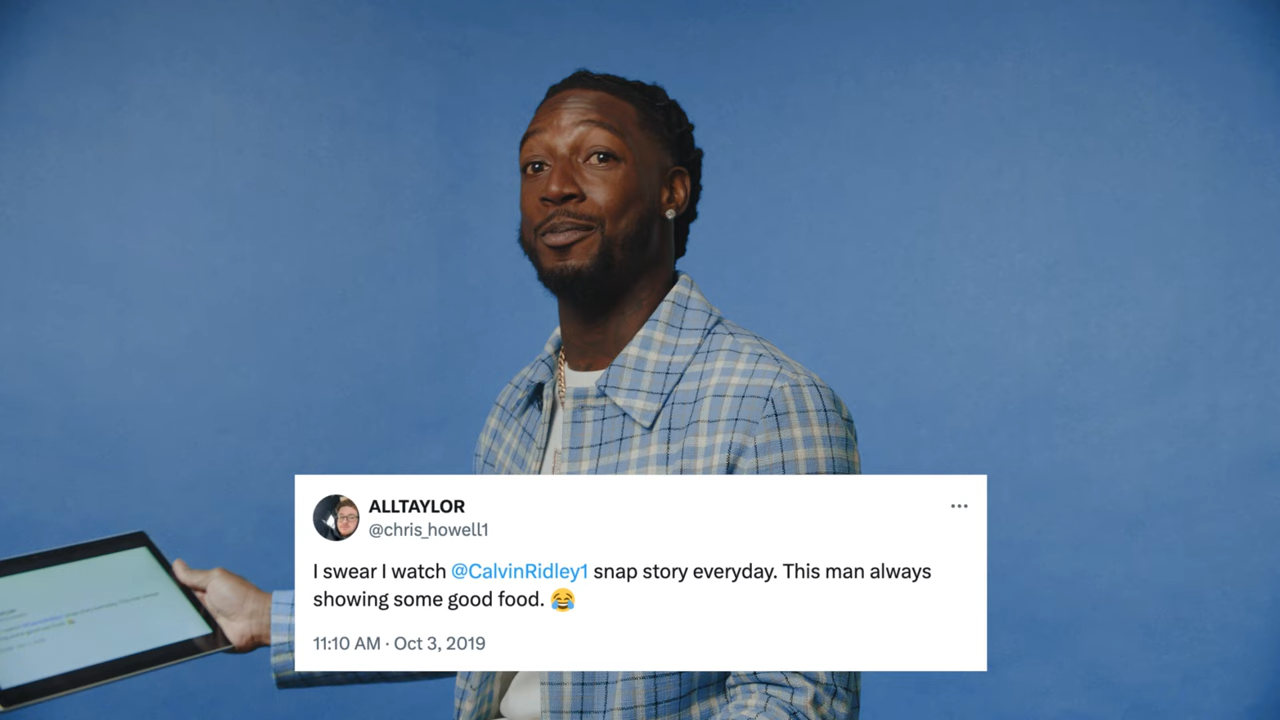 ALLTAYLOR
@chris_howell1
I swear I watch @CalvinRidley1 snap story everyday. This man always
showing some good food. 😂
11:10 AM · Oct 3, 2019